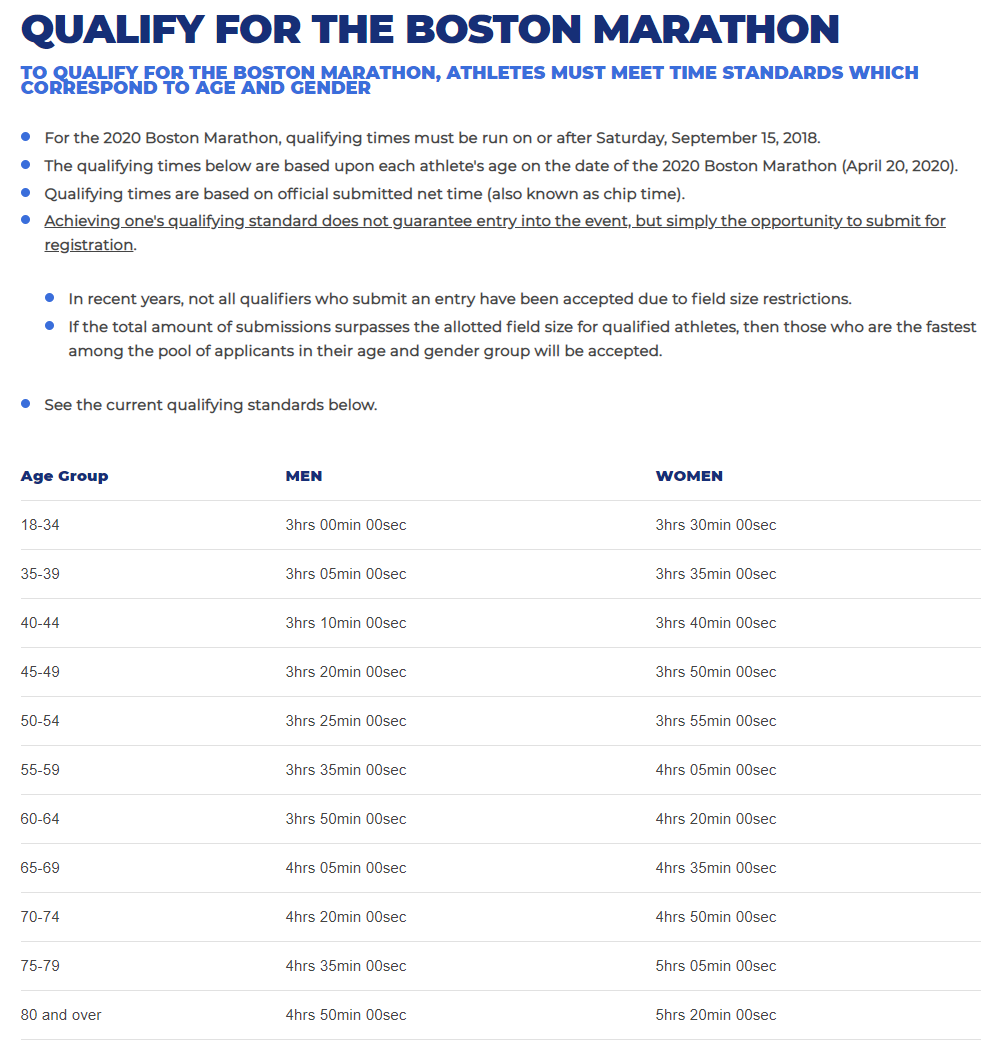 QUALIFY FOR THE BOSTON MARATHON
TO QUALIFY FOR THE BOSTON MARATHON, ATHLETES MUST MEET TIME STANDARDS WHICH
CORRESPOND TO AGE AND GENDER
For the 2020 Boston Marathon, qualifying times must be run on or after Saturday, September 15, 2018.
The qualifying times below are based upon each athlete's age on the date of the 2020 Boston Marathon (April 20, 2020).
Qualifying times are based on official submitted net time (also known as chip time).
Achieving one's qualifying standard does not guarantee entry into the event, but simply the opportunity to submit for
registration.
In recent years, not all qualifiers who submit an entry have been accepted due to field size restrictions.
If the total amount of submissions surpasses the allotted field size for qualified athletes, then those who are the fastest
among the pool of applicants in their age and gender group will be accepted.
See the current qualifying standards below.
Age Group MEN WOMEN
18-34 3hrs 00min 00sec 3hrs 30min 00sec
35-39 3hrs 05min 00sec 3hrs 35min 00sec
40-44 3hrs 10min 00sec 3hrs 40min 00sec
45-49 3hrs 20min 00sec 3hrs 50min 00sec
50-54 3hrs 25min 00sec 3hrs 55min 00sec
55-59 3hrs 35min 00sec 4hrs 05min 00sec
60-64 3hrs 50min 00sec 4hrs 20min 00sec
65-69 4hrs 05min 00sec 4hrs 35min 00sec
70-74 4hrs 20min 00sec 4hrs 50min 00sec
75-79 4hrs 35min 00sec 5hrs 05min 00sec
80 and over 4hrs 50min 00sec 5hrs 20min 00sec